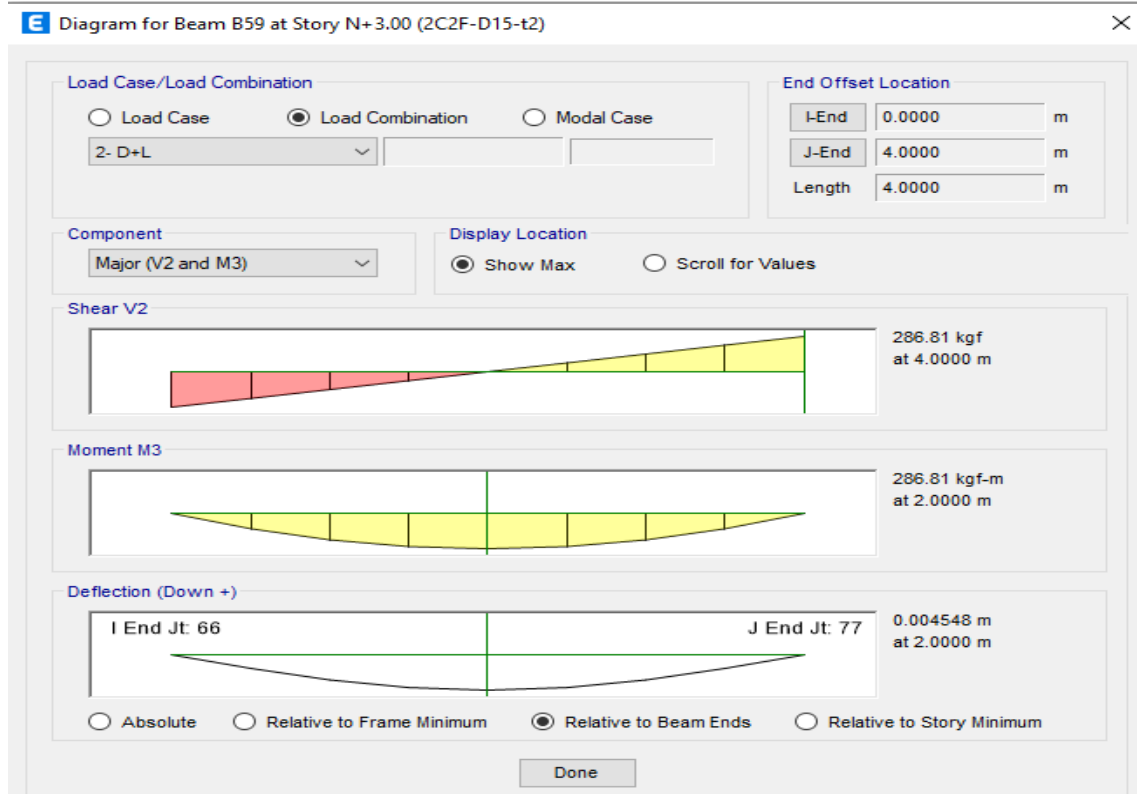 E Diagram for Beam B59 at Story N+3.00 (2C2F-D15-t2)
Load Case/Load Combination
Load Case Load Combination Modal Case
2- D+L
End Offset Location
I-End 0.0000 m
J-End 4.0000 m
Length 4.0000 m
Component
Major (V2 and M3)
Display Location
Show Max Scroll for Values
Shear V2
286.81 kgf
at 4.0000 m
Moment M3
286.81 kgf-m
at 2.0000 m
Deflection (Down +)
I End Jt: 66 J End Jt: 77
0.004548 m
at 2.0000 m
Absolute Relative to Frame Minimum Relative to Beam Ends Relative to Story Minimum
Done